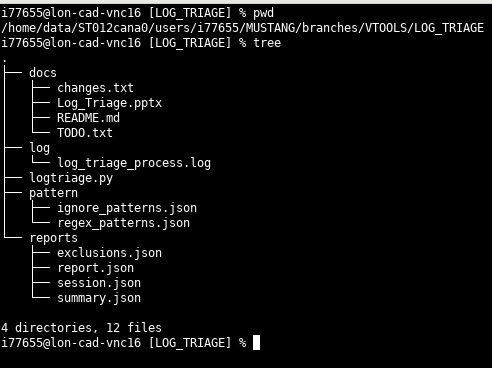 i77655@lon-cad-vnc16 [LOG_TRIAGE] % pwd
/home/data/ST012cana0/users/i77655/MUSTANG/branches/VTOOLS/LOG_TRIAGE
i77655@lon-cad-vnc16 [LOG_TRIAGE] % tree
.
├── docs
│   ├── changes.txt
│   ├── Log_Triage.pptx
│   ├── README.md
│   └── TODO.txt
├── log
│   └── log_triage_process.log
├── logtriage.py
├── pattern
│   ├── ignore_patterns.json
│   └── regex_patterns.json
└── reports
    ├── exclusions.json
    ├── report.json
    ├── session.json
    └── summary.json

4 directories, 12 files
i77655@lon-cad-vnc16 [LOG_TRIAGE] %